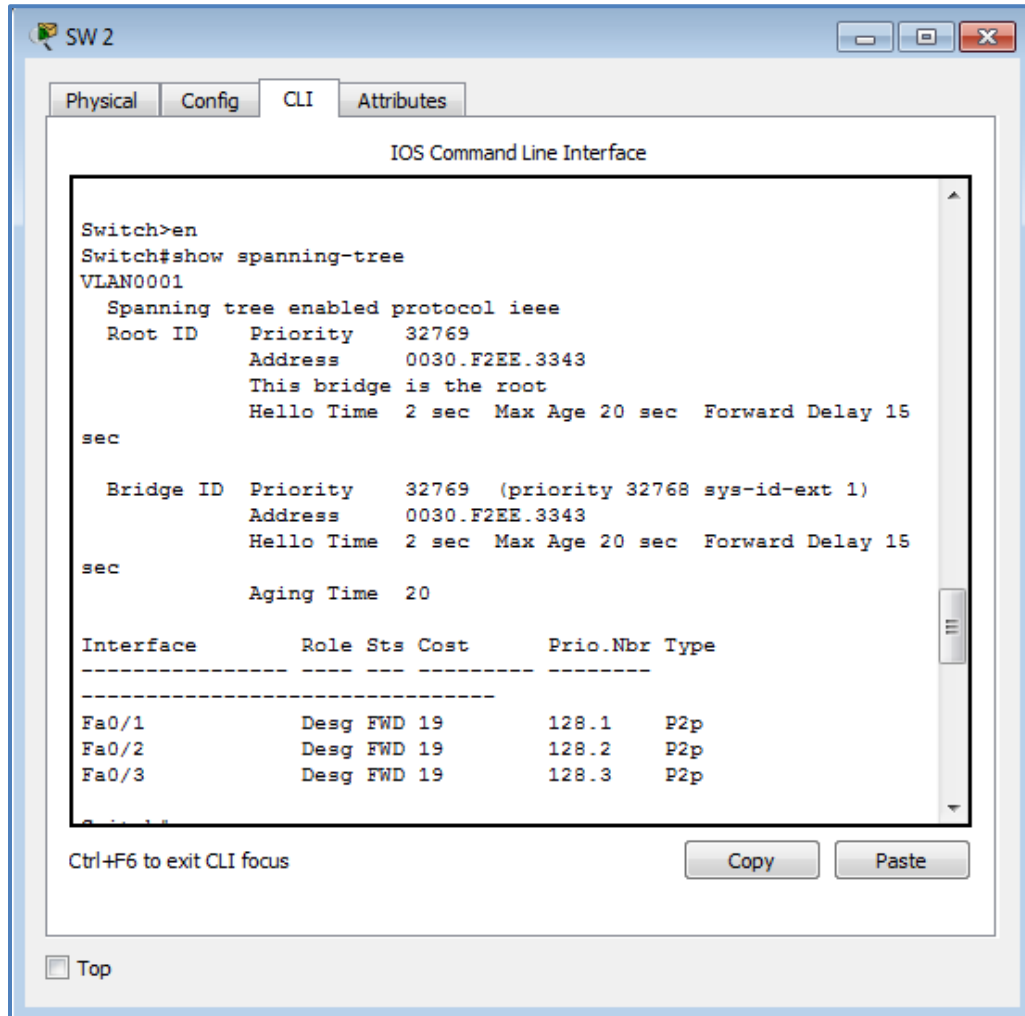 SW 2
Physical Config CLI Attributes
IOS Command Line Interface
Switch>en
Switch#show spanning-tree
VLAN0001
  Spanning tree enabled protocol ieee
  Root ID    Priority    32769
             Address     0030.F2EE.3343
             This bridge is the root
             Hello Time  2 sec  Max Age 20 sec  Forward Delay 15
sec
  Bridge ID  Priority    32769  (priority 32768 sys-id-ext 1)
             Address     0030.F2EE.3343
             Hello Time  2 sec  Max Age 20 sec  Forward Delay 15
sec
             Aging Time  20
Interface        Role Sts Cost      Prio.Nbr Type
---------------- ---- --- --------- --------
--------------------------------
Fa0/1            Desg FWD 19        128.1    P2p
Fa0/2            Desg FWD 19        128.2    P2p
Fa0/3            Desg FWD 19        128.3    P2p
Ctrl+F6 to exit CLI focus
Copy Paste
Top